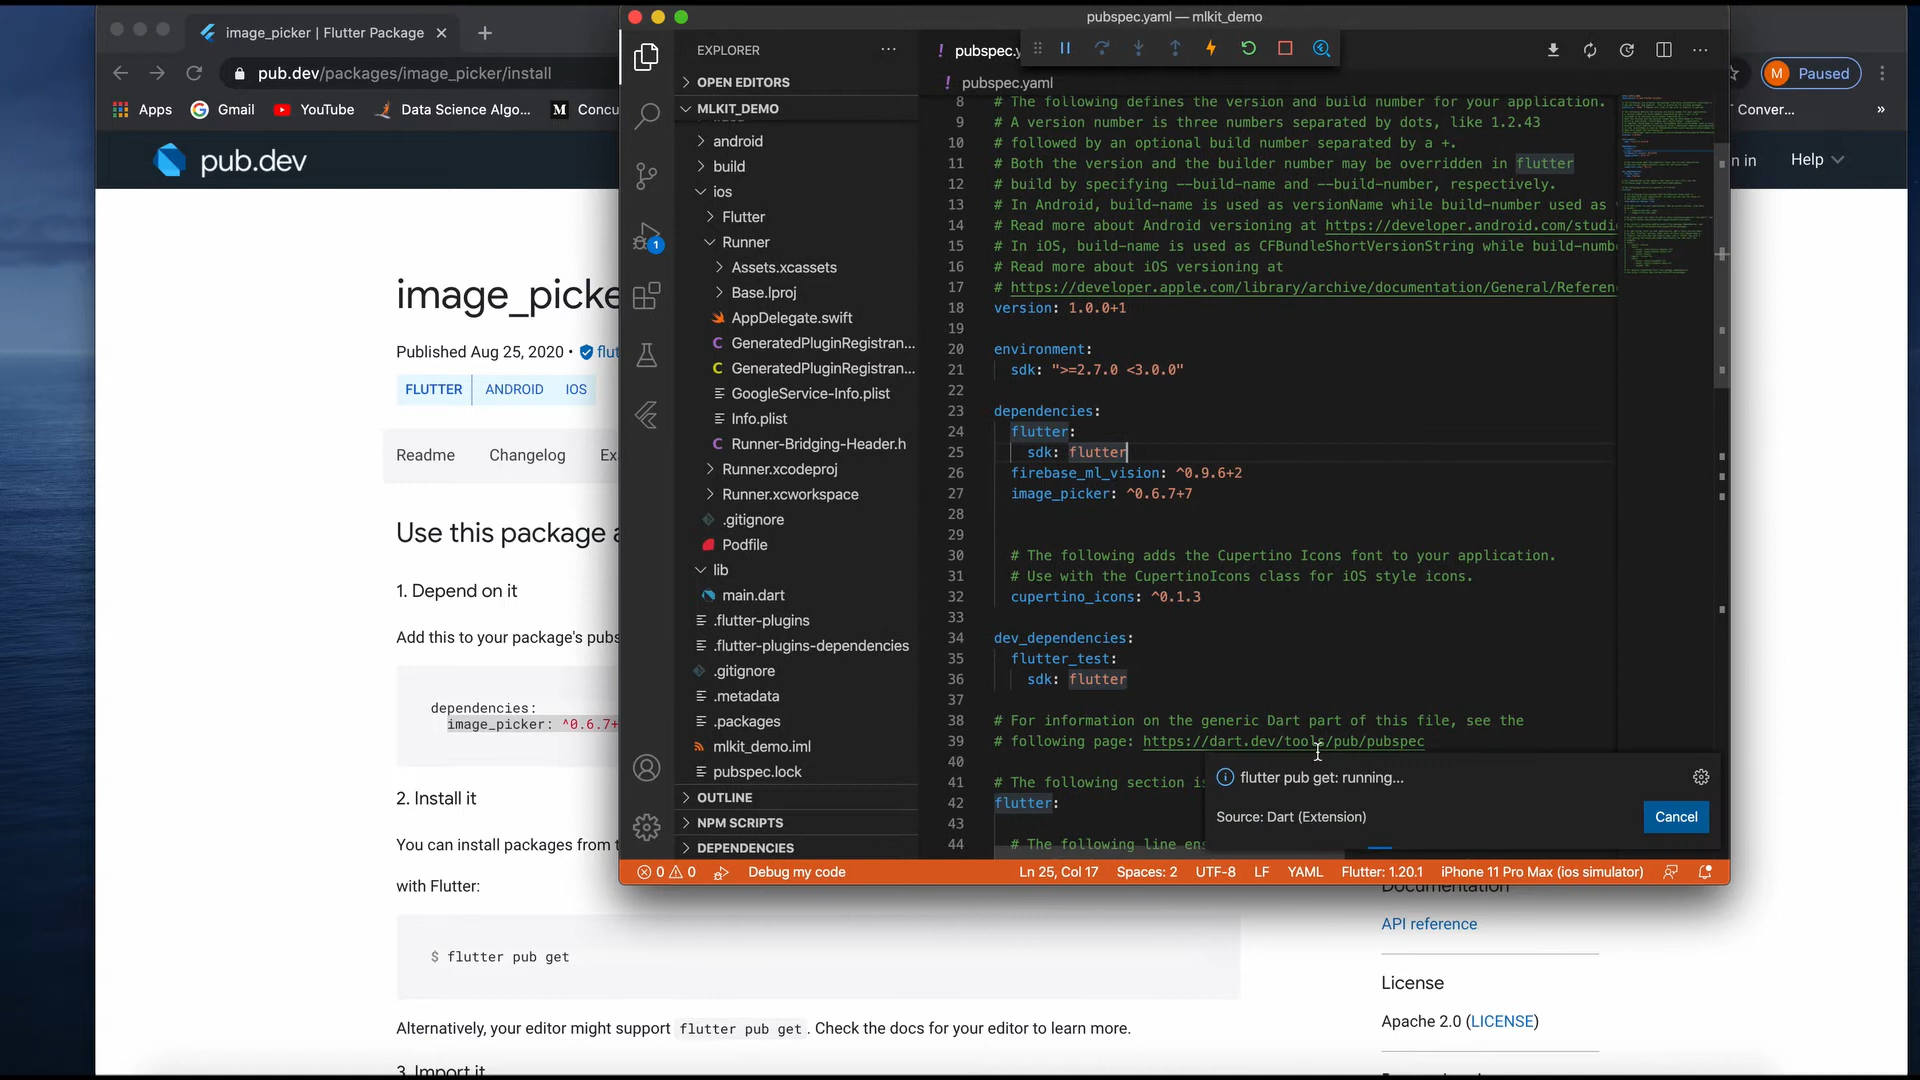 image_picker | Flutter Package
pub.dev/packages/image_picker/install
Apps
Gmail
YouTube
Data Science Algo...
M
Concu
pub.dev
image_picke
Published Aug 25, 2020 •
flut
FLUTTER
ANDROID
IOS
Readme
Changelog
Ex
Use this package a
1. Depend on it
Add this to your package's pubs
dependencies:
image_picker: ^0.6.7+
2. Install it
You can install packages from t
with Flutter:
$ flutter pub get
Alternatively, your editor might support flutter pub get. Check the docs for your editor to learn more.
3. Import it
pubspec.yaml — mlkit_demo
EXPLORER
OPEN EDITORS
MLKIT_DEMO
android
build
ios
Flutter
Runner
Assets.xcassets
Base.lproj
AppDelegate.swift
C GeneratedPluginRegistran...
C GeneratedPluginRegistran...
GoogleService-Info.plist
Info.plist
C Runner-Bridging-Header.h
Runner.xcodeproj
Runner.xcworkspace
.gitignore
Podfile
lib
main.dart
.flutter-plugins
.flutter-plugins-dependencies
.gitignore
.metadata
.packages
mlkit_demo.iml
pubspec.lock
OUTLINE
NPM SCRIPTS
DEPENDENCIES
1
! pubspec.y
! pubspec.yaml
8 # The following defines the version and build number for your application.
9 # A version number is three numbers separated by dots, like 1.2.43
10 # followed by an optional build number separated by a +.
11 # Both the version and the builder number may be overridden in flutter
12 # build by specifying --build-name and --build-number, respectively.
13 # In Android, build-name is used as versionName while build-number used as
14 # Read more about Android versioning at https://developer.android.com/studi
15 # In iOS, build-name is used as CFBundleShortVersionString while build-numbe
16 # Read more about iOS versioning at
17 # https://developer.apple.com/library/archive/documentation/General/Referen
18 version: 1.0.0+1
19
20 environment:
21 sdk: ">=2.7.0 <3.0.0"
22
23 dependencies:
24 flutter:
25 sdk: flutter
26 firebase_ml_vision: ^0.9.6+2
27 image_picker: ^0.6.7+7
28
29
30 # The following adds the Cupertino Icons font to your application.
31 # Use with the CupertinoIcons class for iOS style icons.
32 cupertino_icons: ^0.1.3
33
34 dev_dependencies:
35 flutter_test:
36 sdk: flutter
37
38 # For information on the generic Dart part of this file, see the
39 # following page: https://dart.dev/tools/pub/pubspec
40
41 # The following section is
42 flutter:
43
44 # The following line ens
flutter pub get: running...
Source: Dart (Extension)
Cancel
0 0
Debug my code
Ln 25, Col 17
Spaces: 2
UTF-8
LF
YAML
Flutter: 1.20.1
iPhone 11 Pro Max (ios simulator)
M Paused
Conver...
»
n in
Help
Documentation
API reference
License
Apache 2.0 (LICENSE)